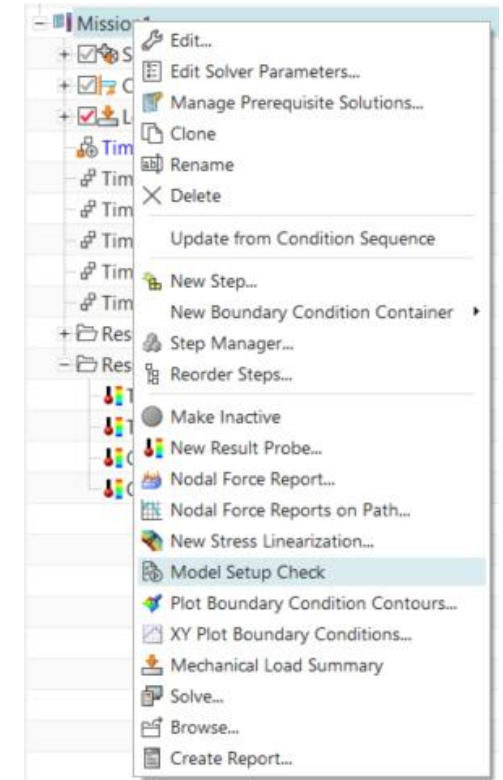 Mission1
Edit...
Edit Solver Parameters...
Manage Prerequisite Solutions...
Clone
Rename
Delete
Update from Condition Sequence
New Step...
New Boundary Condition Container
Step Manager...
Reorder Steps...
Make Inactive
New Result Probe...
Nodal Force Report...
Nodal Force Reports on Path...
New Stress Linearization...
Model Setup Check
Plot Boundary Condition Contours...
XY Plot Boundary Conditions...
Mechanical Load Summary
Solve...
Browse...
Create Report...
S
C
L
Tim
Tim
Tim
Tim
Tim
Tim
Res
Res
T
T